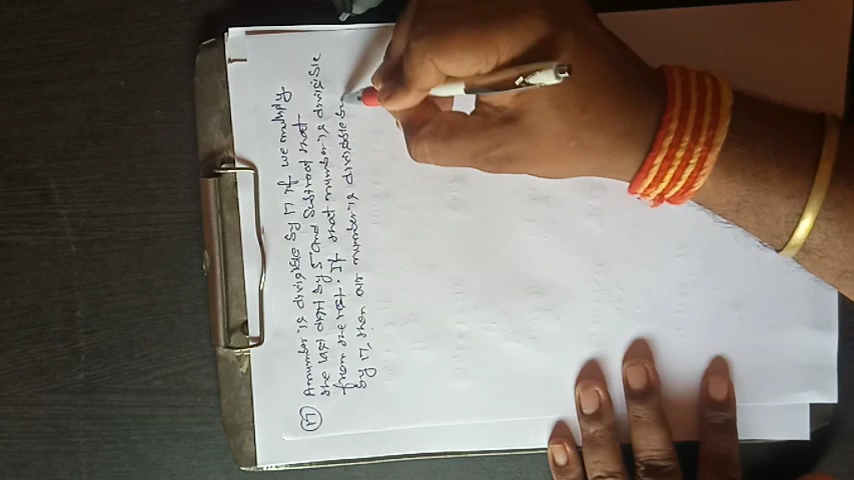 17 A number is divisible by 17 if we multiply
the last digit by 5 and subtract that
from the rest. If that number is divisible
by 17, then our number is divisible by